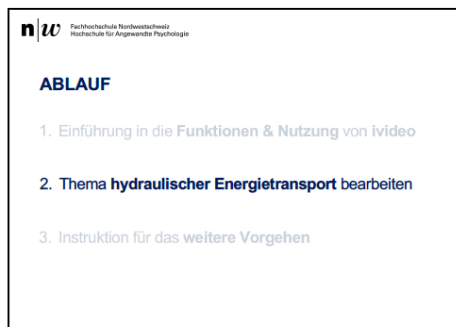 n|w Fachhochschule Nordwestschweiz
Hochschule für Angewandte Psychologie
ABLAUF
1. Einführung in die Funktionen & Nutzung von ivideo
2. Thema hydraulischer Energietransport bearbeiten
3. Instruktion für das weitere Vorgehen